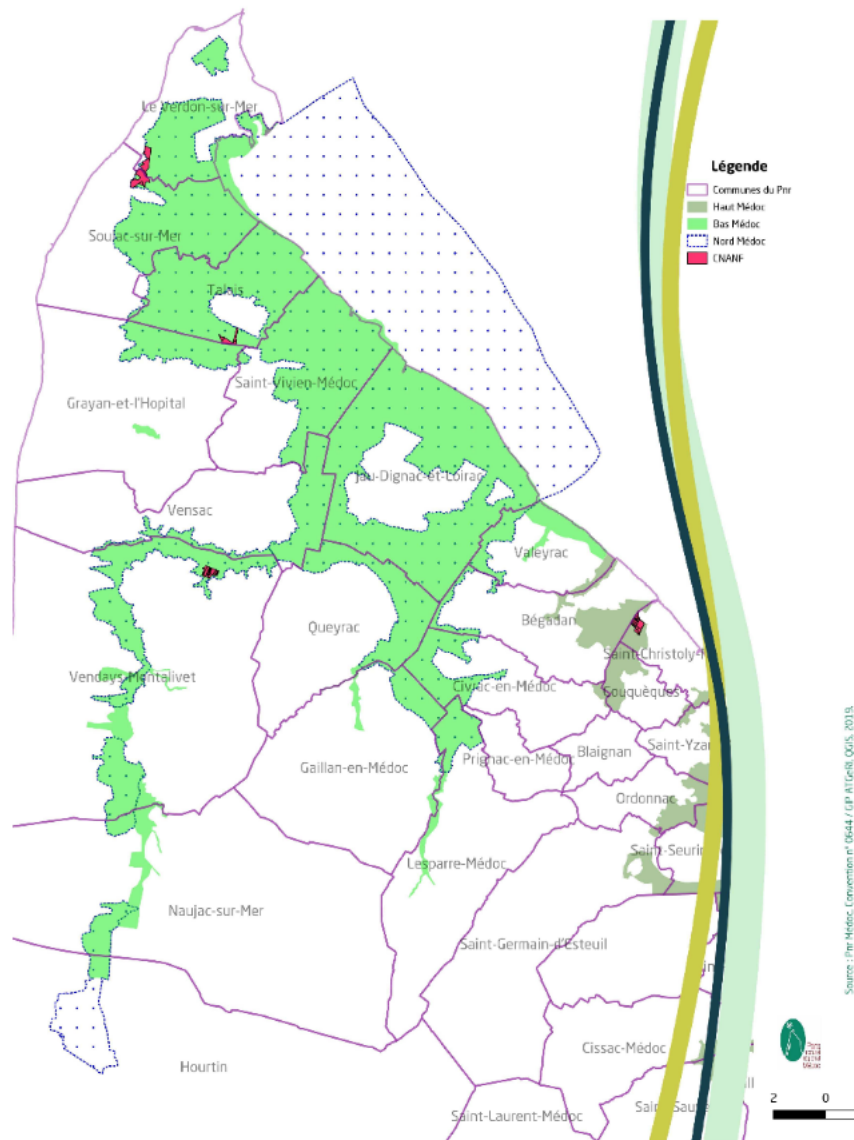 Le Verdon-sur-Mer
Légende
Communes du Pnr
Haut Médoc
Bas Médoc
Nord Médoc
CNANF
Soulac-sur-Mer
Talais
Saint-Vivien-Médoc
Grayan-et-l'Hopital
Jau-Dignac-et-Loirac
Vensac
Valeyrac
Queyrac
Bégadan
Saint-Christoly-
Vendays-Montalivet
Civrac-en-Médoc
Couquèques
Saint-Yzan
Gaillan-en-Médoc
Prignac-en-Médoc
Blaignan
Ordonnac
Lesparre-Médoc
Saint-Seurin
Naujac-sur-Mer
Saint-Germain-d'Esteuil
Cissac-Médoc
Hourtin
Saint-Laurent-Médoc
Saint-Sauve
2 0
Source : Pnr Médoc, Convention n° 0644 / GIP ATGeRi, QGIS, 2019.